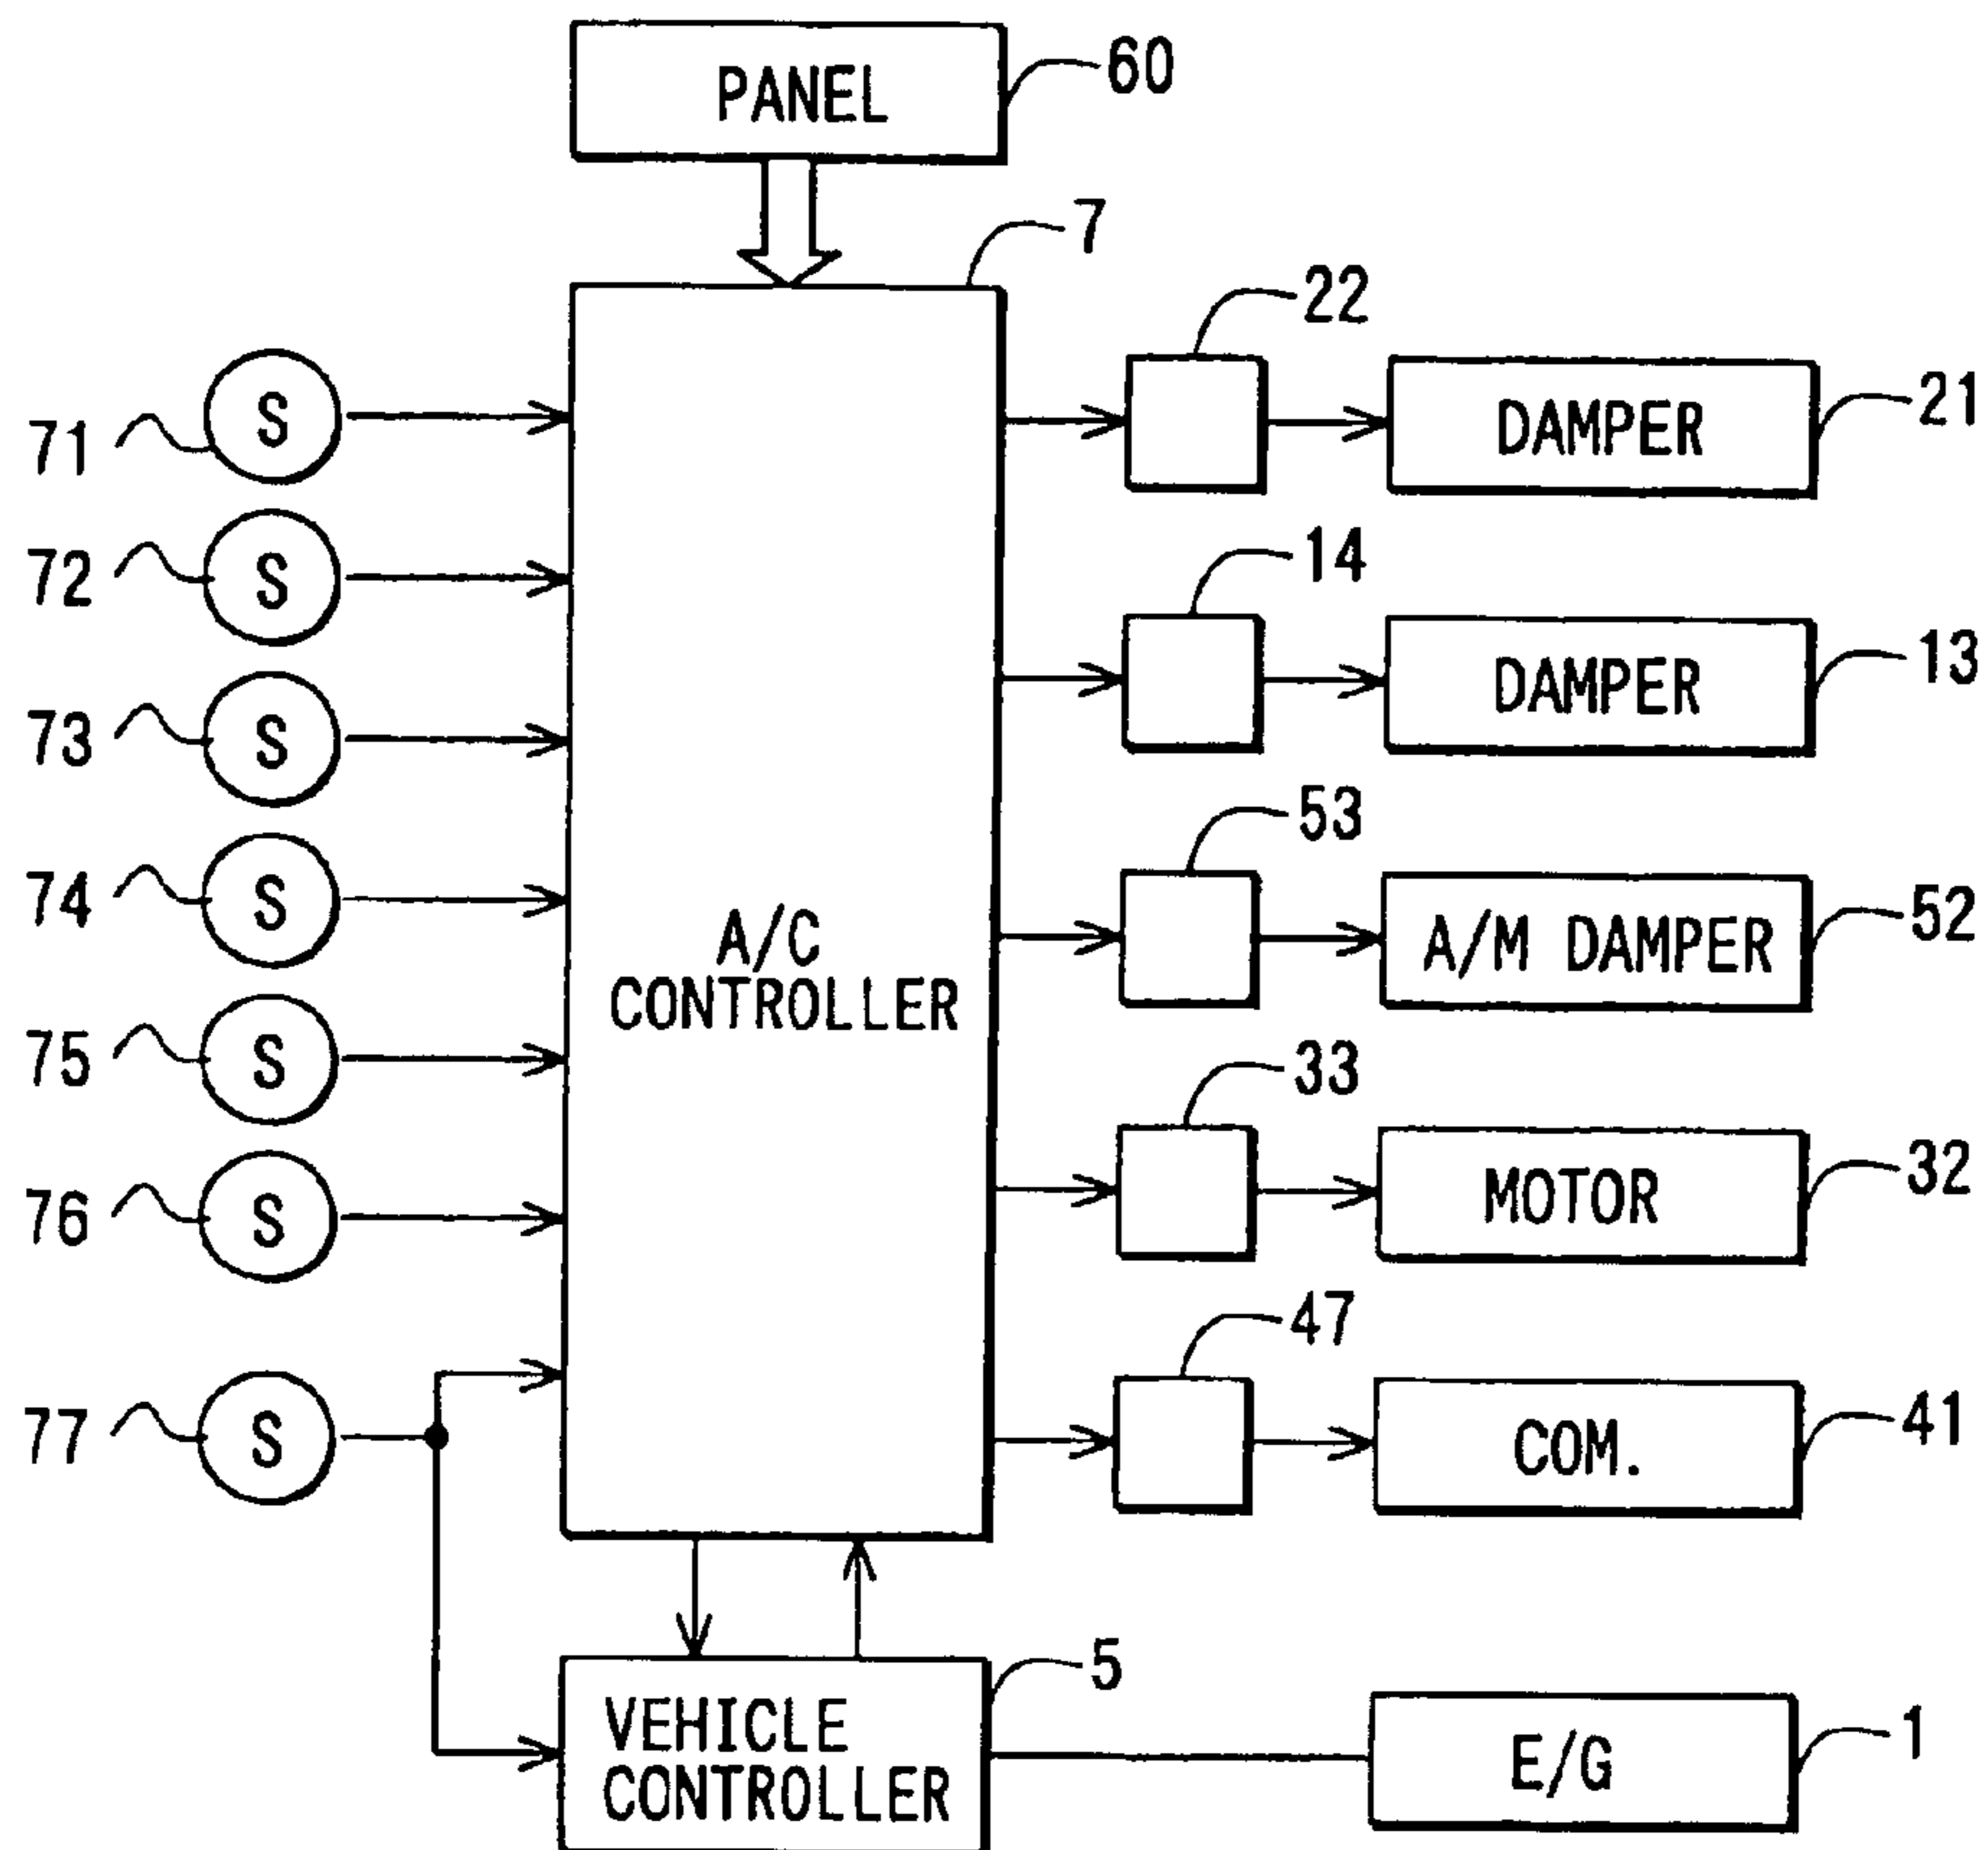 PANEL
60
7
22
71
S
DAMPER
21
72
S
14
DAMPER
13
73
S
53
74
S
A/C
CONTROLLER
A/M DAMPER
52
75
S
33
76
S
MOTOR
32
47
77
S
COM.
41
VEHICLE
CONTROLLER
5
E/G
1